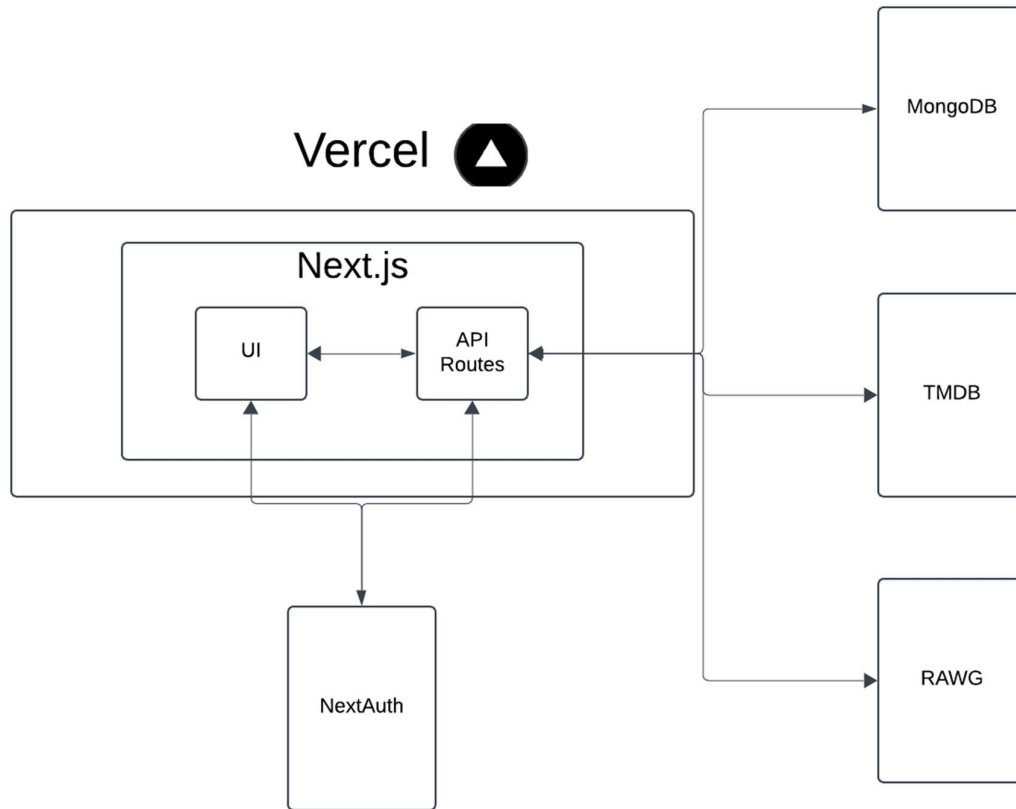 Vercel
Next.js
UI
API
Routes
MongoDB
TMDB
RAWG
NextAuth